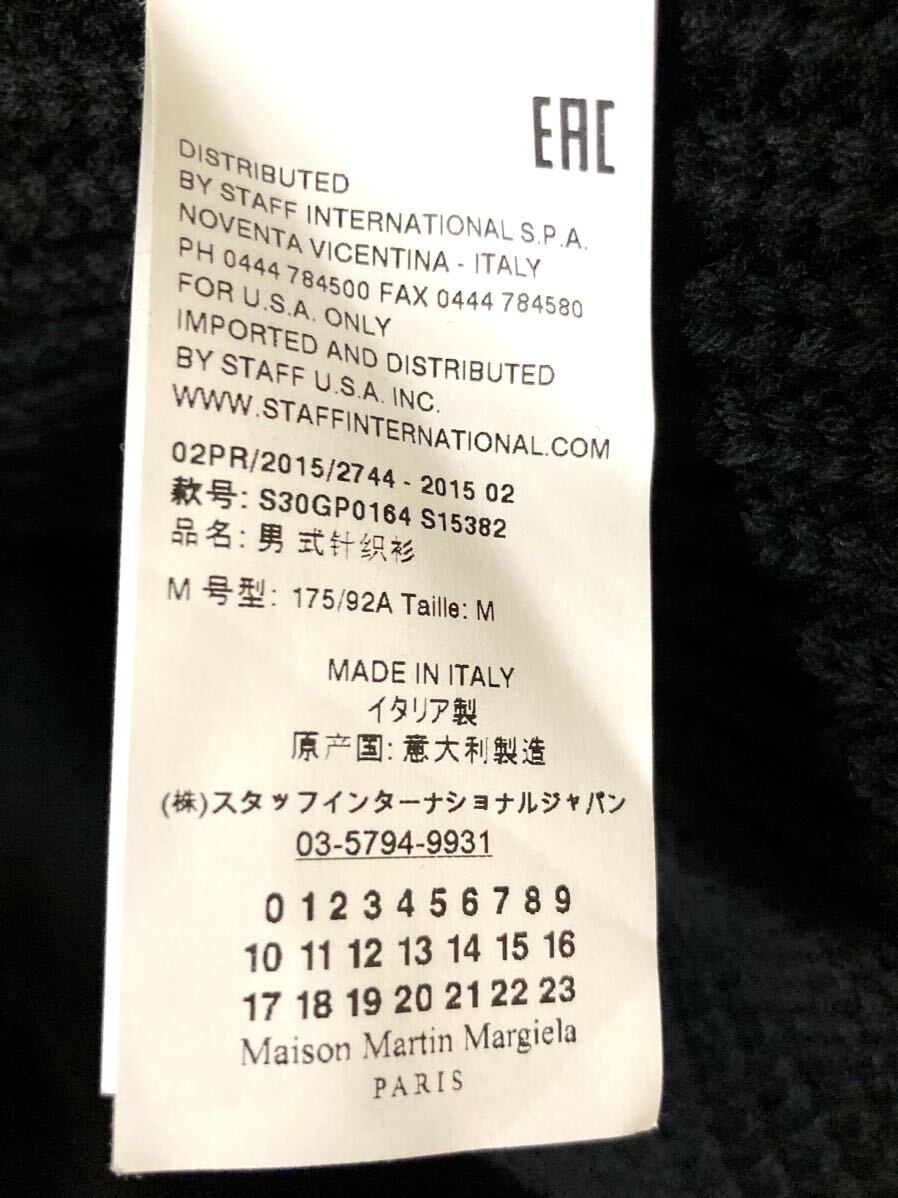 EAC
DISTRIBUTED
BY STAFF INTERNATIONAL S.P.A.
NOVENTA VICENTINA - ITALY
PH 0444 784500 FAX 0444 784580
FOR U.S.A. ONLY
IMPORTED AND DISTRIBUTED
BY STAFF U.S.A. INC.
WWW.STAFFINTERNATIONAL.COM
02PR/2015/2744 - 2015 02
款号: S30GP0164 S15382
品名: 男 式针织衫
M 号型: 175/92A Taille: M
MADE IN ITALY
イタリア製
原产国: 意大利製造
(株)スタッフインターナショナルジャパン
03-5794-9931
0 1 2 3 4 5 6 7 8 9
10 11 12 13 14 15 16
17 18 19 20 21 22 23
Maison Martin Margiela
PARIS